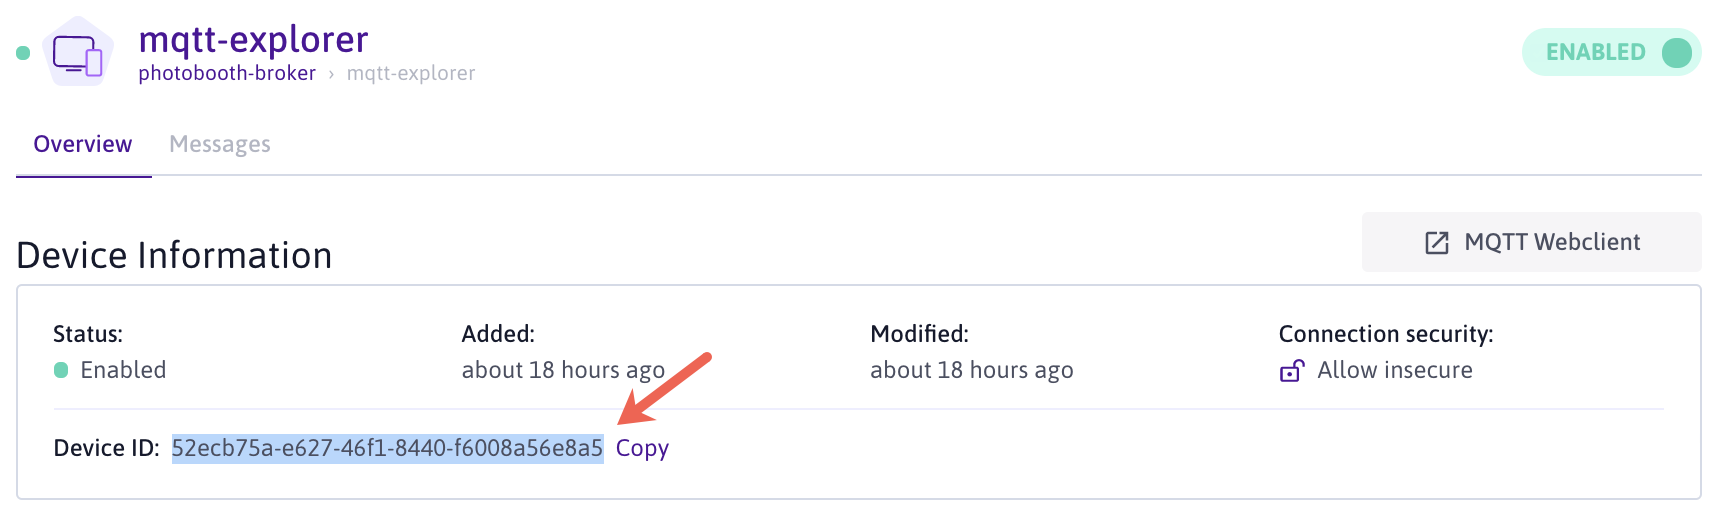 mqtt-explorer
photobooth-broker › mqtt-explorer
ENABLED
Overview Messages
Device Information
MQTT Webclient
Status: Added: Modified: Connection security:
Enabled about 18 hours ago about 18 hours ago Allow insecure
Device ID: 52ecb75a-e627-46f1-8440-f6008a56e8a5 Copy